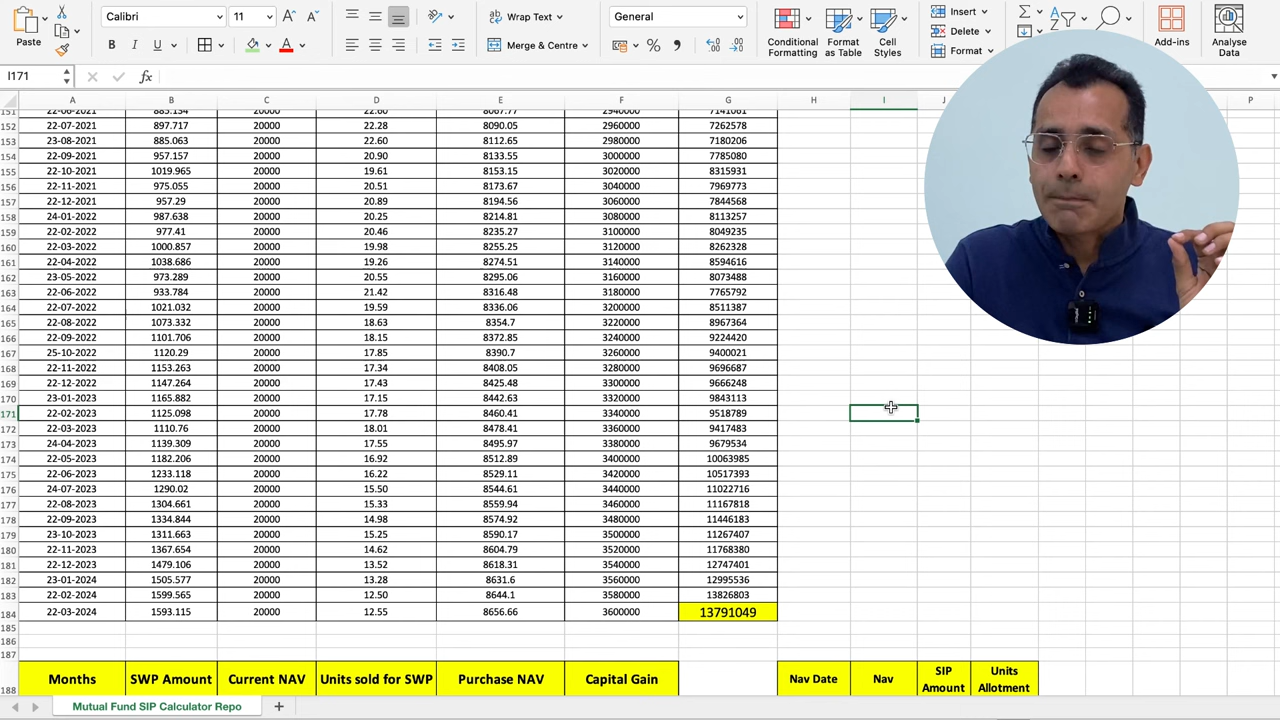 Paste
Calibri 11 Wrap Text General Insert
Merge & Centre Conditional Formatting Format as Table Cell Styles Delete Format Add-ins Analyse Data
I171 fx
A B C D E F G H I J P
151 22-06-2021 885.134 20000 22.60 8067.77 2940000 7141061
152 22-07-2021 897.717 20000 22.28 8090.05 2960000 7262578
153 23-08-2021 885.063 20000 22.60 8112.65 2980000 7180206
154 22-09-2021 957.157 20000 20.90 8133.55 3000000 7785080
155 22-10-2021 1019.965 20000 19.61 8153.15 3020000 8315931
156 22-11-2021 975.055 20000 20.51 8173.67 3040000 7969773
157 22-12-2021 957.29 20000 20.89 8194.56 3060000 7844568
158 24-01-2022 987.638 20000 20.25 8214.81 3080000 8113257
159 22-02-2022 977.41 20000 20.46 8235.27 3100000 8049235
160 22-03-2022 1000.857 20000 19.98 8255.25 3120000 8262328
161 22-04-2022 1038.686 20000 19.26 8274.51 3140000 8594616
162 23-05-2022 973.289 20000 20.55 8295.06 3160000 8073488
163 22-06-2022 933.784 20000 21.42 8316.48 3180000 7765792
164 22-07-2022 1021.032 20000 19.59 8336.06 3200000 8511387
165 22-08-2022 1073.332 20000 18.63 8354.7 3220000 8967364
166 22-09-2022 1101.706 20000 18.15 8372.85 3240000 9224420
167 25-10-2022 1120.29 20000 17.85 8390.7 3260000 9400021
168 22-11-2022 1153.263 20000 17.34 8408.05 3280000 9696687
169 22-12-2022 1147.264 20000 17.43 8425.48 3300000 9666248
170 23-01-2023 1165.882 20000 17.15 8442.63 3320000 9843113
171 22-02-2023 1125.098 20000 17.78 8460.41 3340000 9518789
172 22-03-2023 1110.76 20000 18.01 8478.41 3360000 9417483
173 24-04-2023 1139.309 20000 17.55 8495.97 3380000 9679534
174 22-05-2023 1182.206 20000 16.92 8512.89 3400000 10063985
175 22-06-2023 1233.118 20000 16.22 8529.11 3420000 10517393
176 24-07-2023 1290.02 20000 15.50 8544.61 3440000 11022716
177 22-08-2023 1304.661 20000 15.33 8559.94 3460000 11167818
178 22-09-2023 1334.844 20000 14.98 8574.92 3480000 11446183
179 23-10-2023 1311.663 20000 15.25 8590.17 3500000 11267407
180 22-11-2023 1367.654 20000 14.62 8604.79 3520000 11768380
181 22-12-2023 1479.106 20000 13.52 8618.31 3540000 12747401
182 23-01-2024 1505.577 20000 13.28 8631.6 3560000 12995536
183 22-02-2024 1599.565 20000 12.50 8644.1 3580000 13826803
184 22-03-2024 1593.115 20000 12.55 8656.66 3600000 13791049
185
186
187
188 Months SWP Amount Current NAV Units sold for SWP Purchase NAV Capital Gain Nav Date Nav SIP Amount Units Allotment
Mutual Fund SIP Calculator Repo